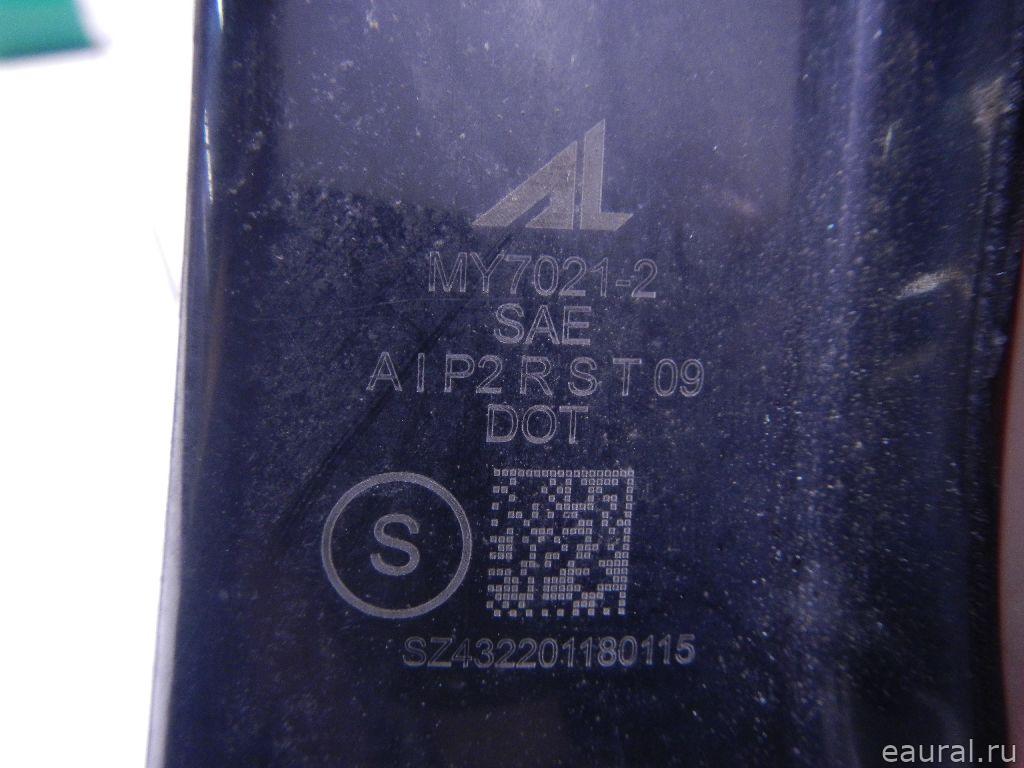 AL
MY7021-2
SAE
A I P2 R S T 09
DOT
S
SZ432201180115
eaural.ru